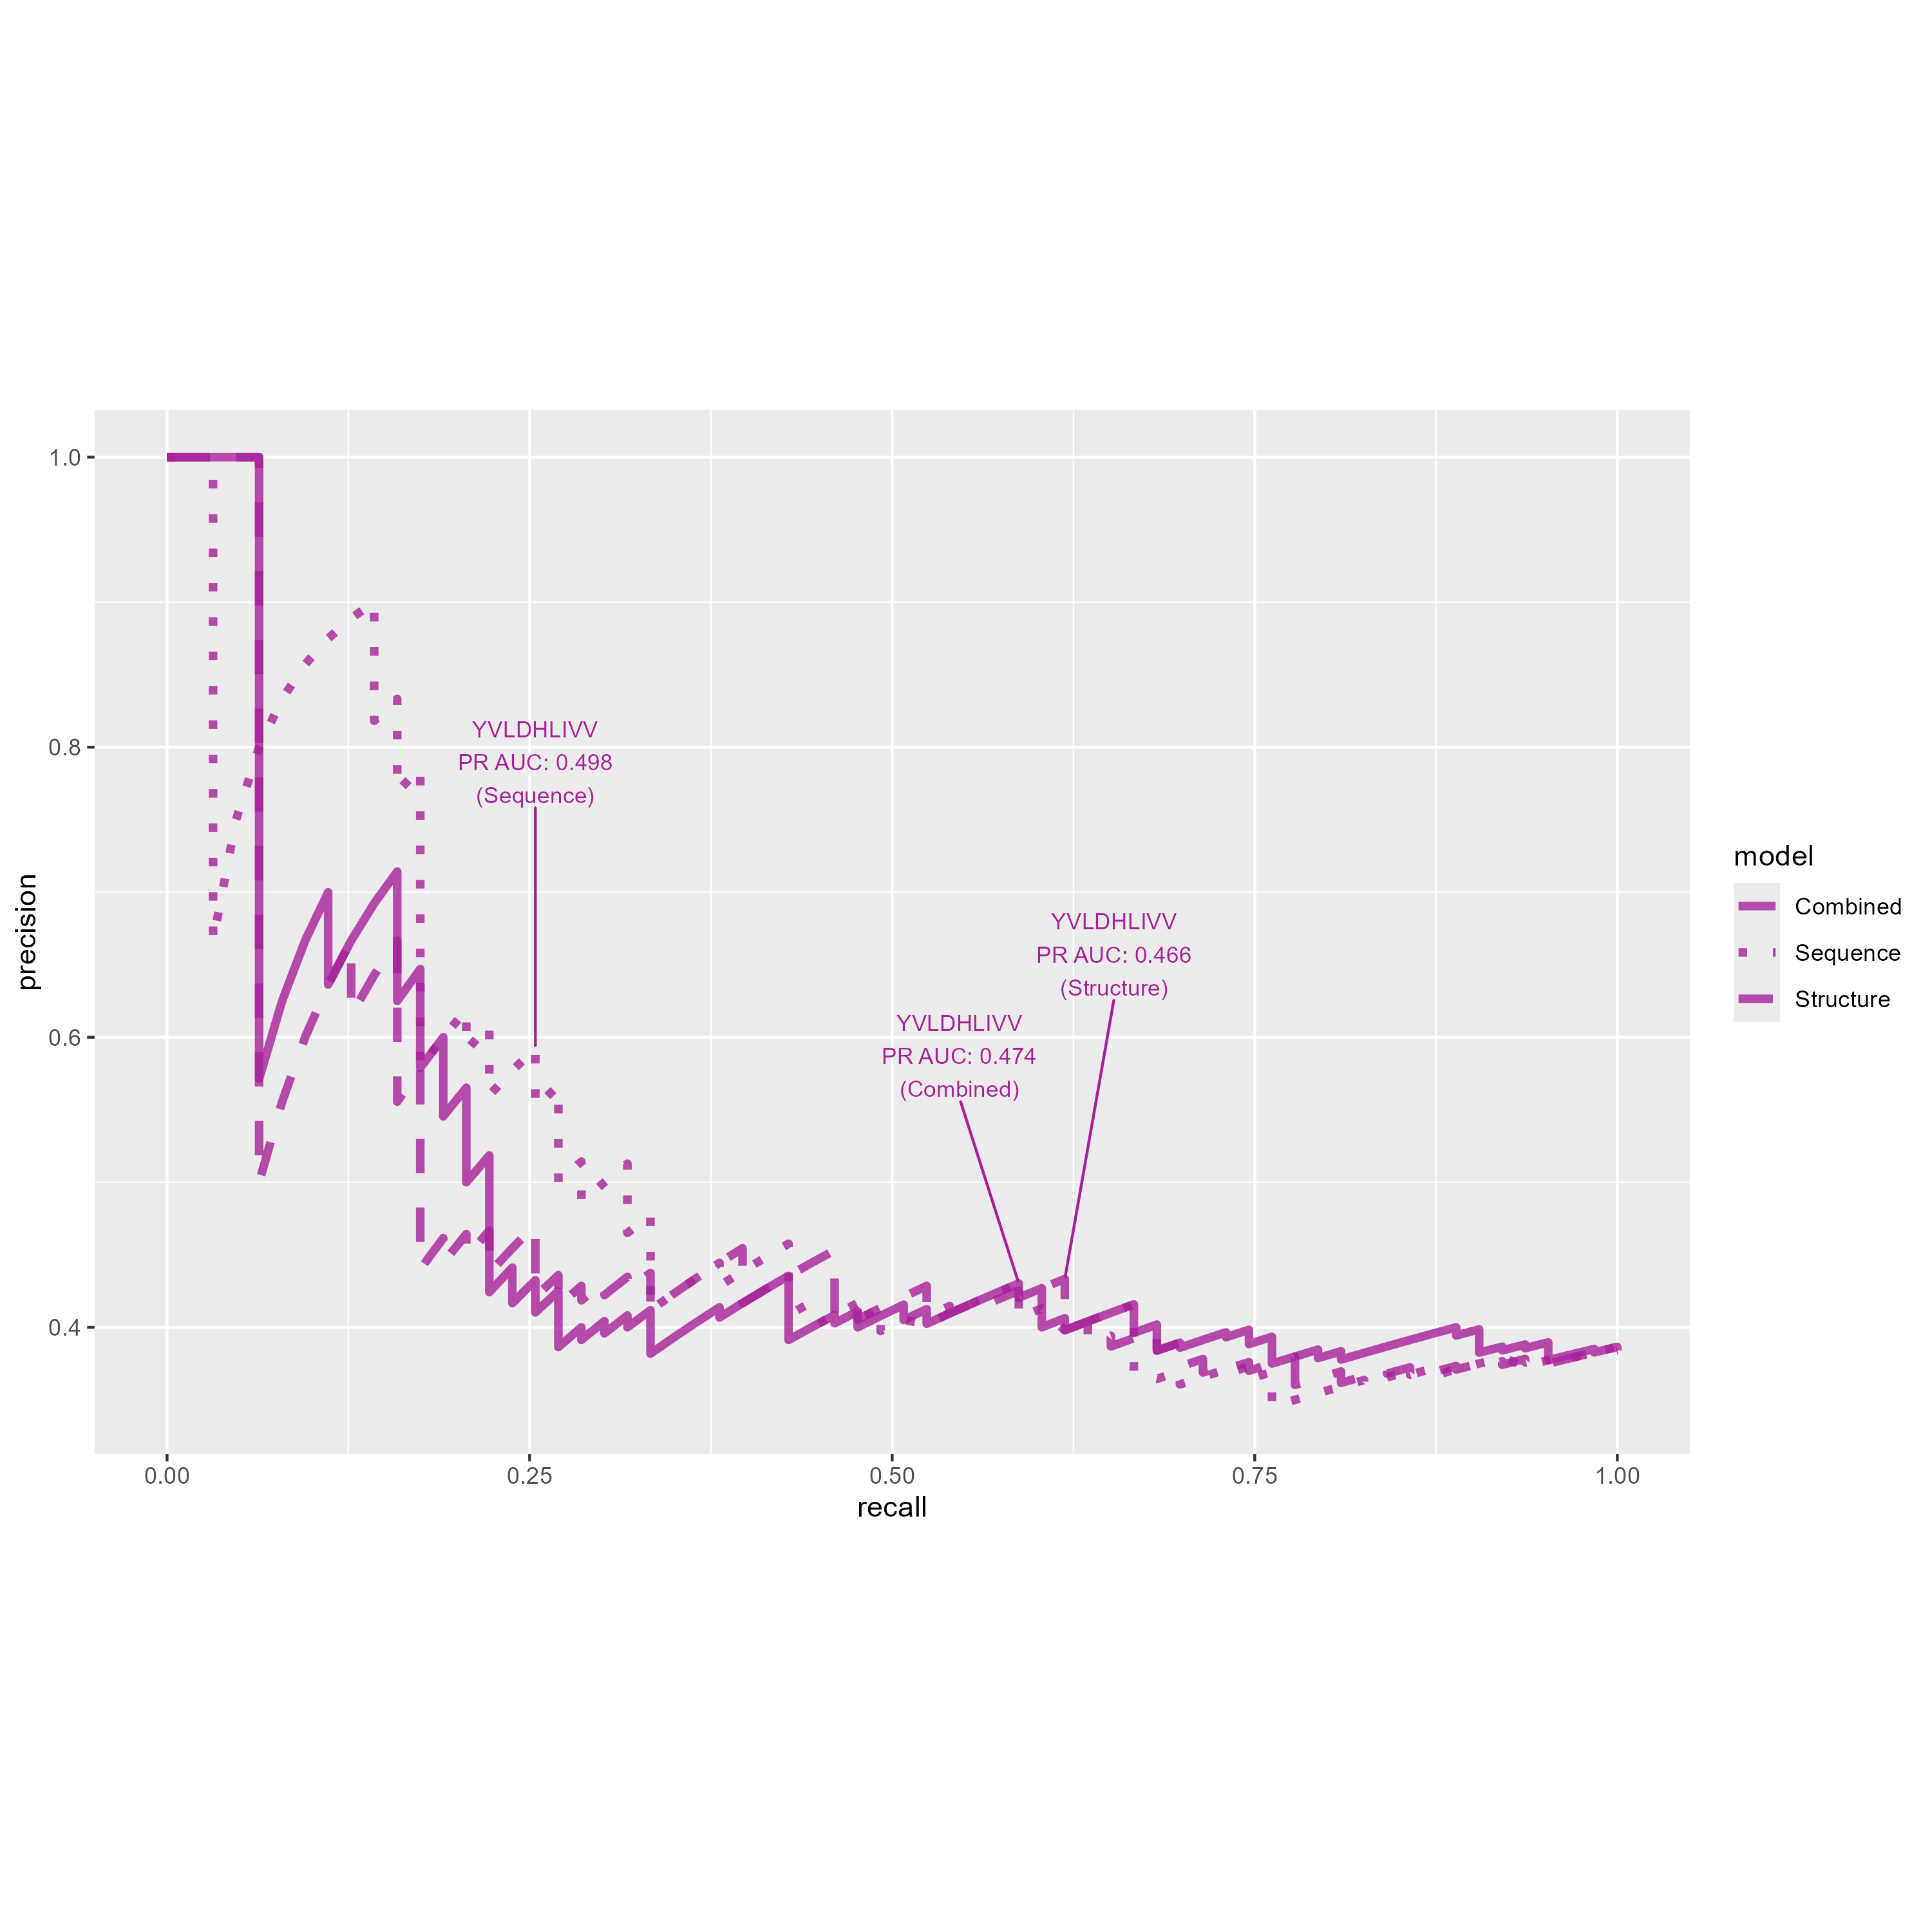 1.0
0.8
0.6
0.4
precision
YVLDHLIVV
PR AUC: 0.498
(Sequence)
YVLDHLIVV
PR AUC: 0.466
(Structure)
YVLDHLIVV
PR AUC: 0.474
(Combined)
0.00
0.25
0.50
0.75
1.00
recall
model
Combined
Sequence
Structure